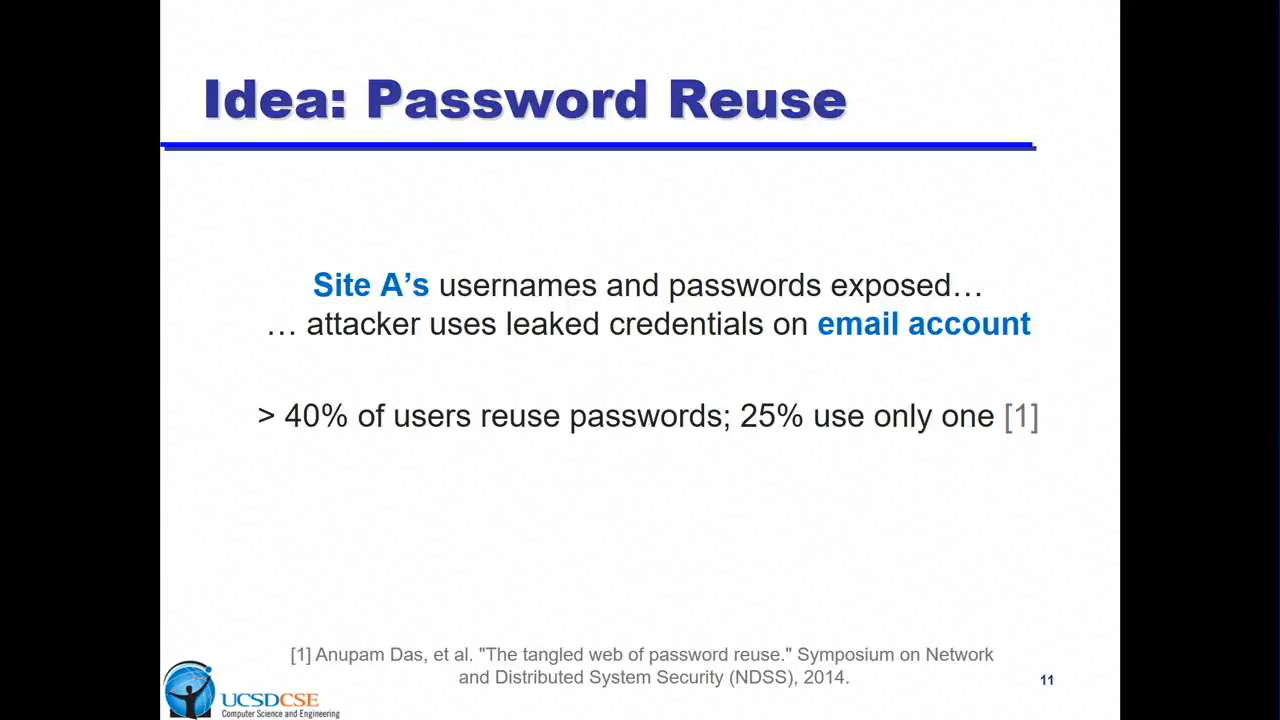 Idea: Password Reuse
Site A’s usernames and passwords exposed…
… attacker uses leaked credentials on email account
> 40% of users reuse passwords; 25% use only one [1]
[1] Anupam Das, et al. "The tangled web of password reuse." Symposium on Network
and Distributed System Security (NDSS), 2014.
11
UCSDCSE
Computer Science and Engineering